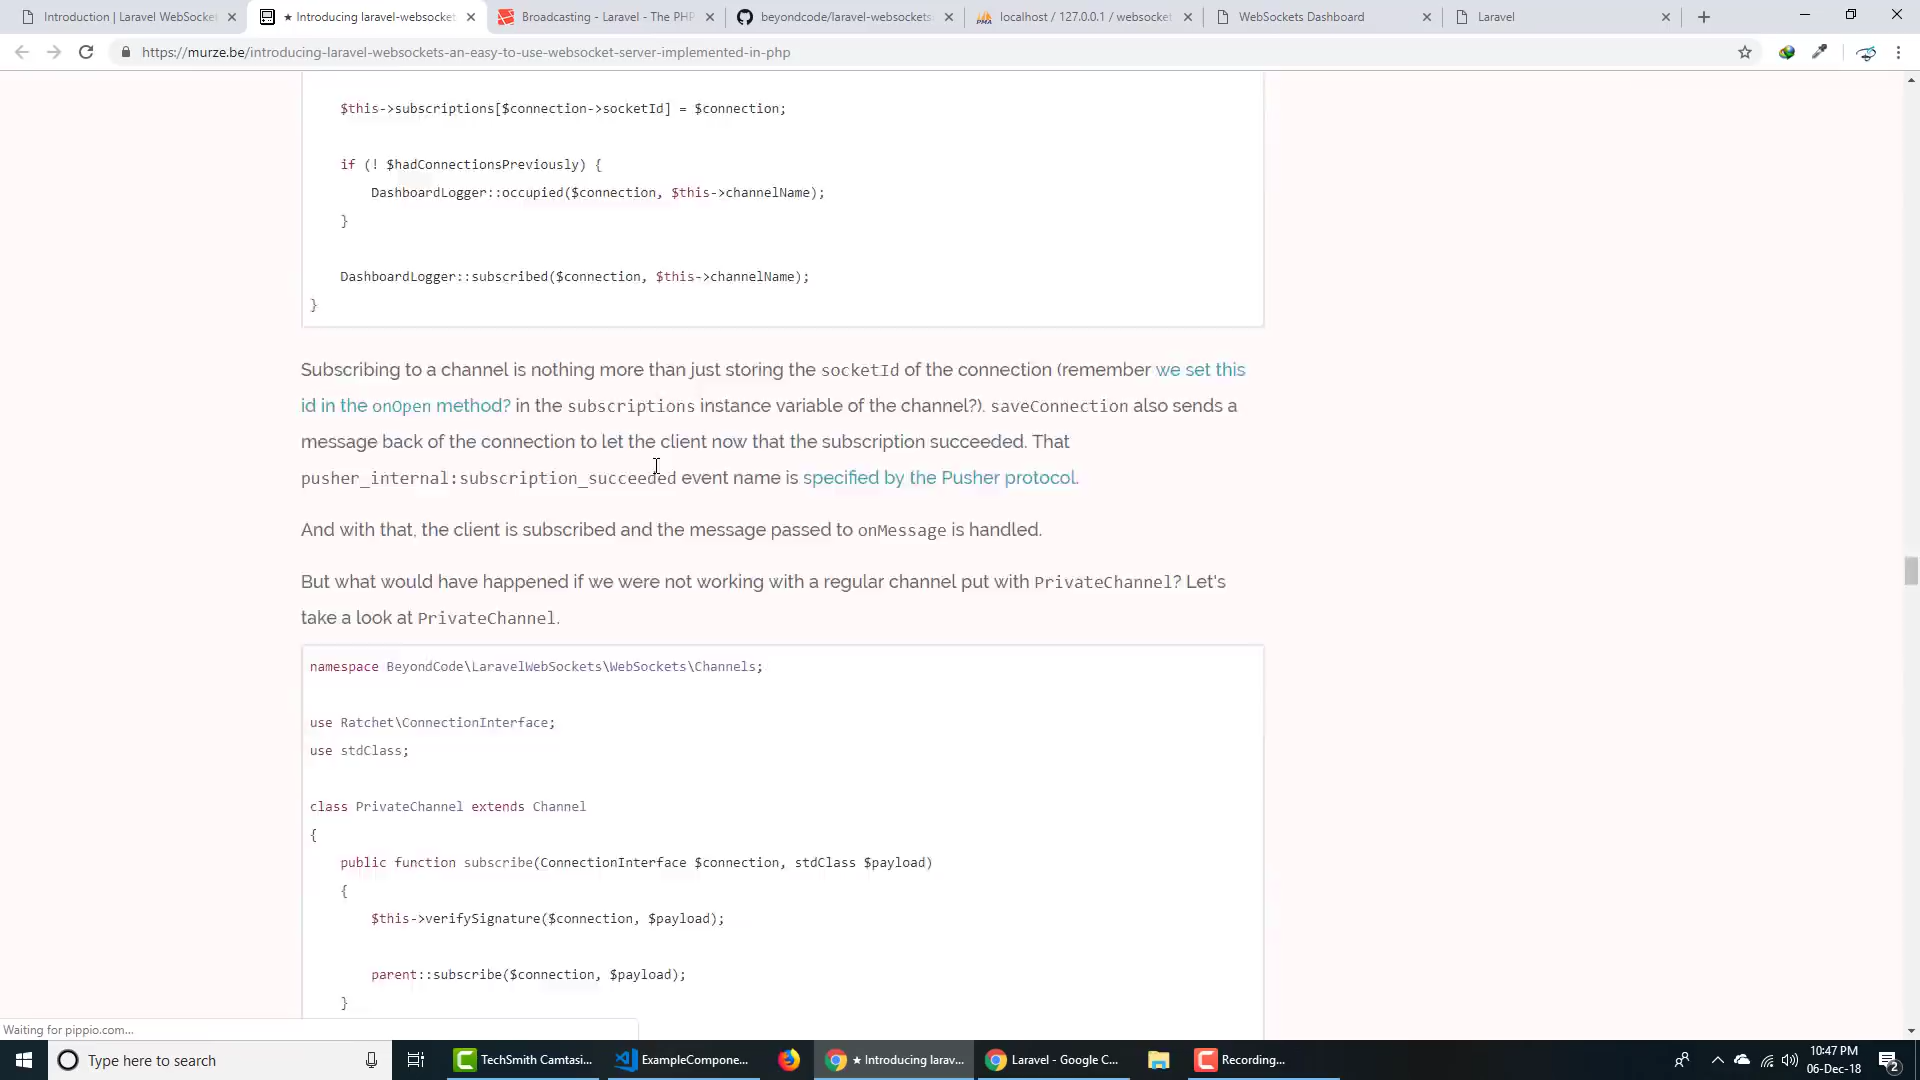 Introduction | Laravel WebSocket
★ Introducing laravel-websocket
Broadcasting - Laravel - The PHP
beyondcode/laravel-websockets
localhost / 127.0.0.1 / websocket
WebSockets Dashboard
Laravel
https://murze.be/introducing-laravel-websockets-an-easy-to-use-websocket-server-implemented-in-php
$this->subscriptions[$connection->socketId] = $connection;
if (! $hadConnectionsPreviously) {
DashboardLogger::occupied($connection, $this->channelName);
}
DashboardLogger::subscribed($connection, $this->channelName);
}
Subscribing to a channel is nothing more than just storing the socketId of the connection (remember we set this
id in the onOpen method? in the subscriptions instance variable of the channel?). saveConnection also sends a
message back of the connection to let the client now that the subscription succeeded. That
pusher_internal:subscription_succeeded event name is specified by the Pusher protocol.
And with that, the client is subscribed and the message passed to onMessage is handled.
But what would have happened if we were not working with a regular channel put with PrivateChannel? Let's
take a look at PrivateChannel.
namespace BeyondCode\LaravelWebSockets\WebSockets\Channels;
use Ratchet\ConnectionInterface;
use stdClass;
class PrivateChannel extends Channel
{
public function subscribe(ConnectionInterface $connection, stdClass $payload)
{
$this->verifySignature($connection, $payload);
parent::subscribe($connection, $payload);
}
Waiting for pippio.com...
Type here to search
TechSmith Camtasi...
ExampleCompone...
★ Introducing larav...
Laravel - Google C...
Recording...
10:47 PM
06-Dec-18
2